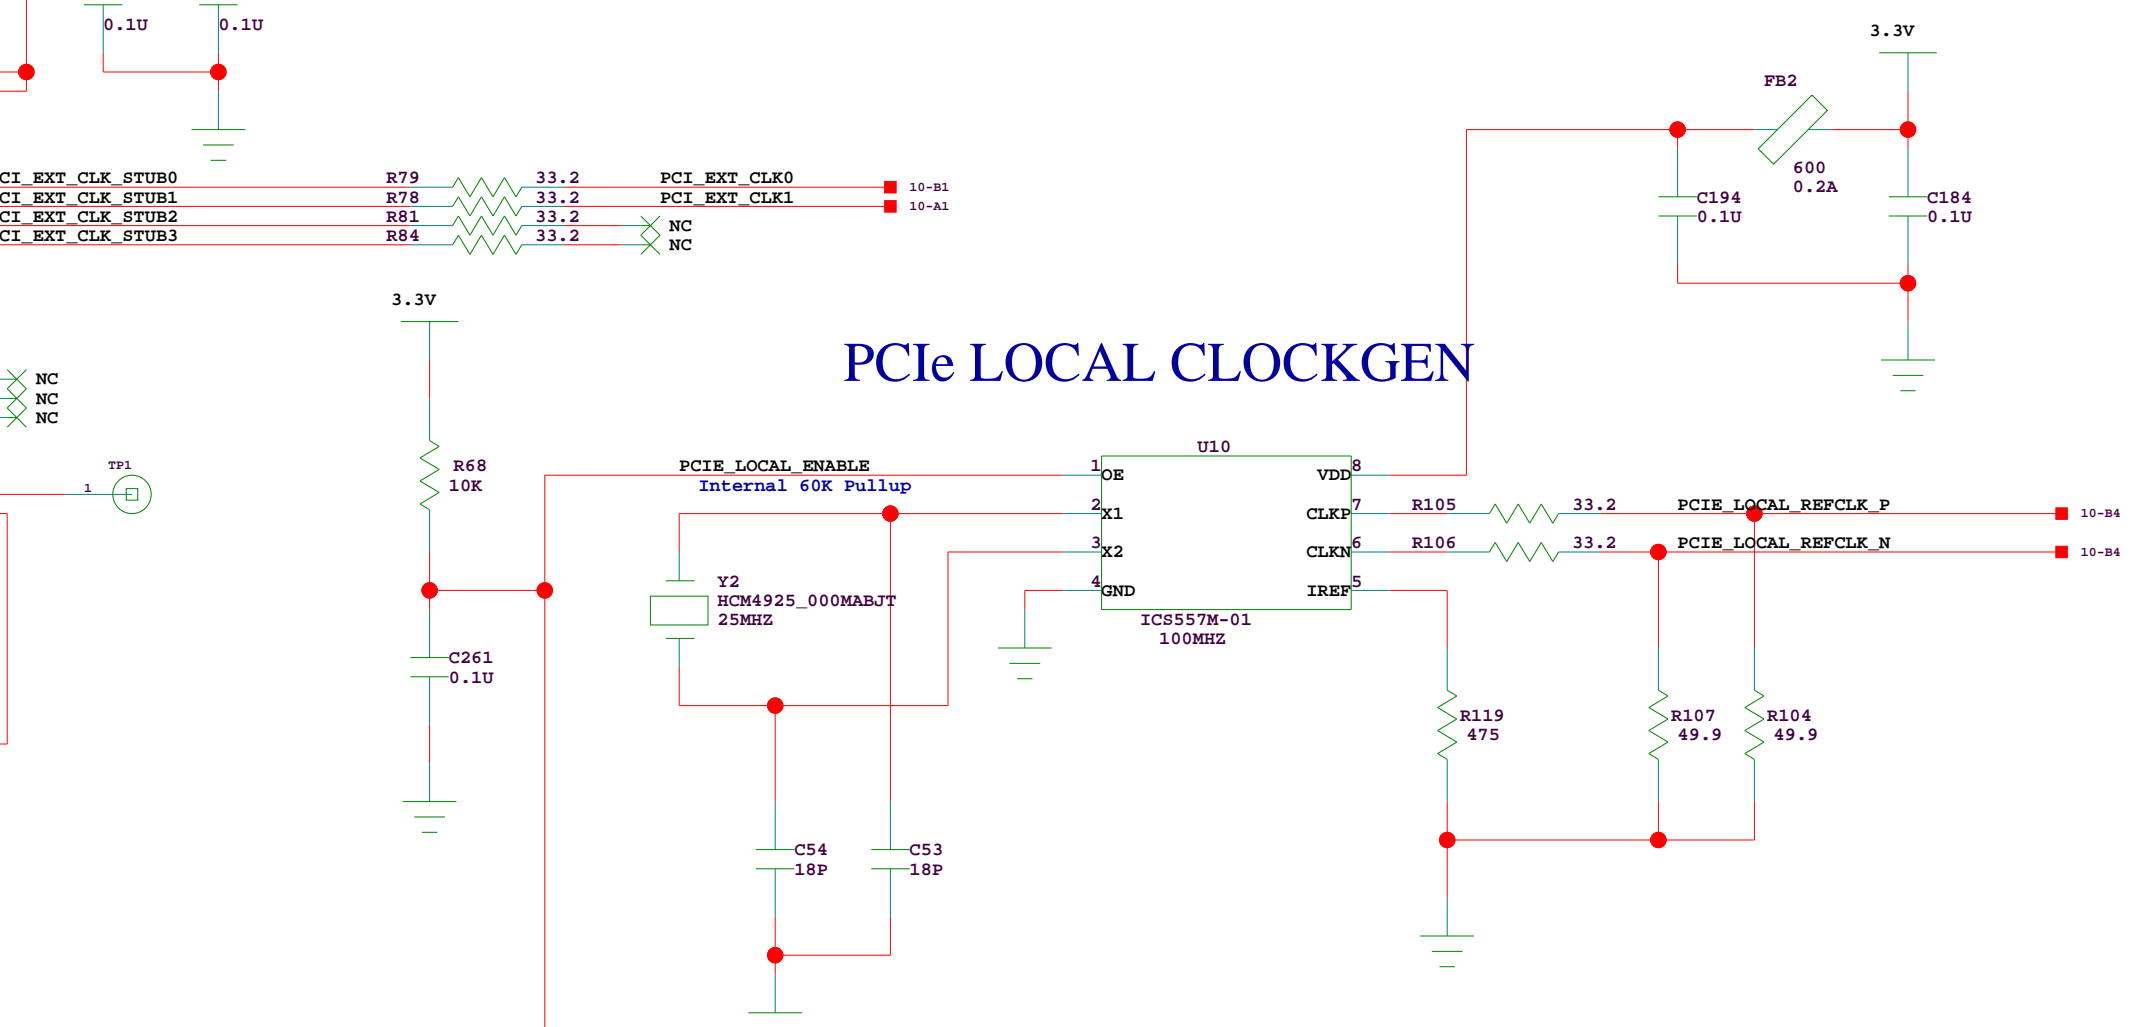 0.1U
0.1U
3.3V
FB2
600
0.2A
C194
0.1U
C184
0.1U
CI_EXT_CLK_STUB0 R79 33.2 PCI_EXT_CLK0 10-B1
CI_EXT_CLK_STUB1 R78 33.2 PCI_EXT_CLK1 10-A1
CI_EXT_CLK_STUB2 R81 33.2 NC
CI_EXT_CLK_STUB3 R84 33.2 NC
3.3V
PCIe LOCAL CLOCKGEN
NC
NC
NC
TP1
1
R68
10K
PCIE_LOCAL_ENABLE
Internal 60K Pullup
U10
1 OE VDD 8
2 X1 CLKP 7
3 X2 CLKN 6
4 GND IREF 5
ICS557M-01
100MHZ
R105 33.2 PCIE_LOCAL_REFCLK_P 10-B4
R106 33.2 PCIE_LOCAL_REFCLK_N 10-B4
Y2
HCM4925_000MABJT
25MHZ
C261
0.1U
R119
475
R107
49.9
R104
49.9
C54
18P
C53
18P